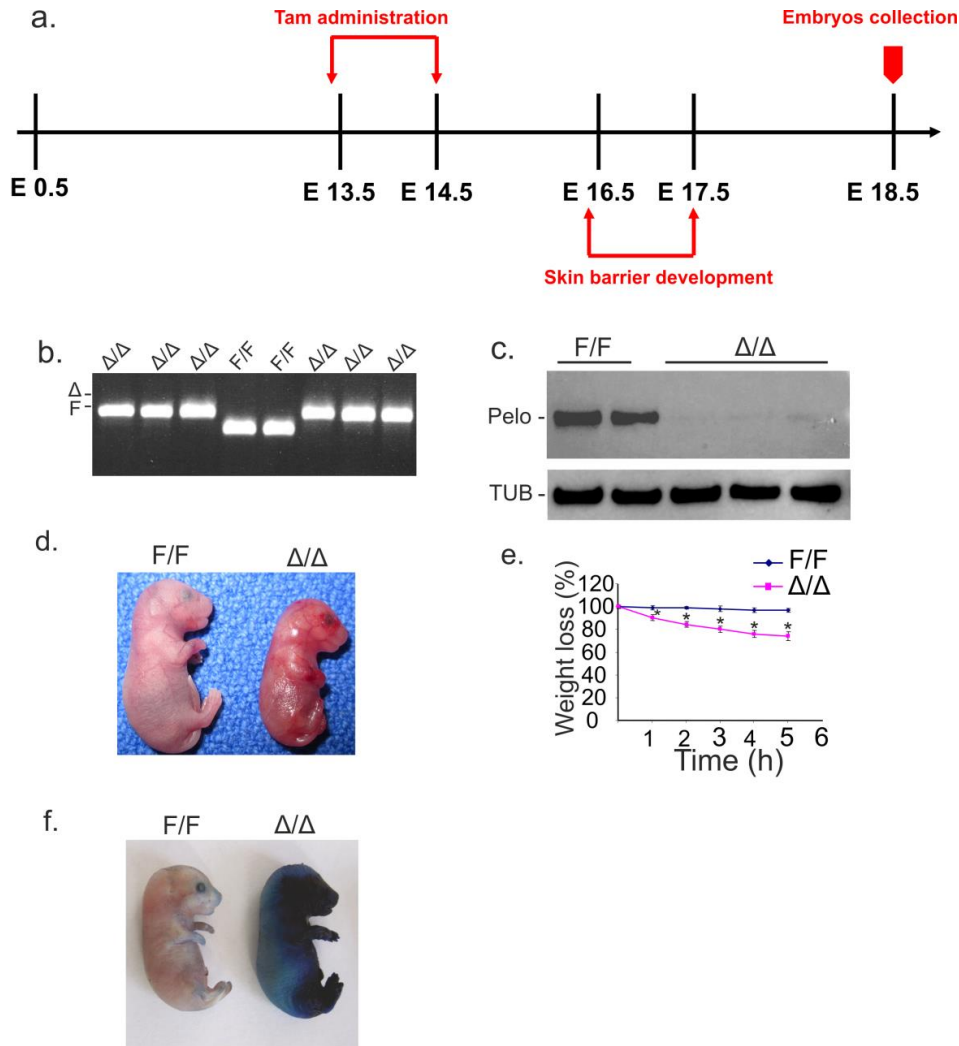 a.
Tam administration
Embryos collection
E 0.5
E 13.5
E 14.5
E 16.5
E 17.5
E 18.5
Skin barrier development
b.
Δ/Δ Δ/Δ Δ/Δ F/F F/F Δ/Δ Δ/Δ Δ/Δ
Δ
F
c.
F/F Δ/Δ
Pelo
TUB
d.
F/F Δ/Δ
e.
F/F
Δ/Δ
Weight loss (%)
120
100
80
60
40
20
0
* * * * *
1 2 3 4 5 6
Time (h)
f.
F/F Δ/Δ